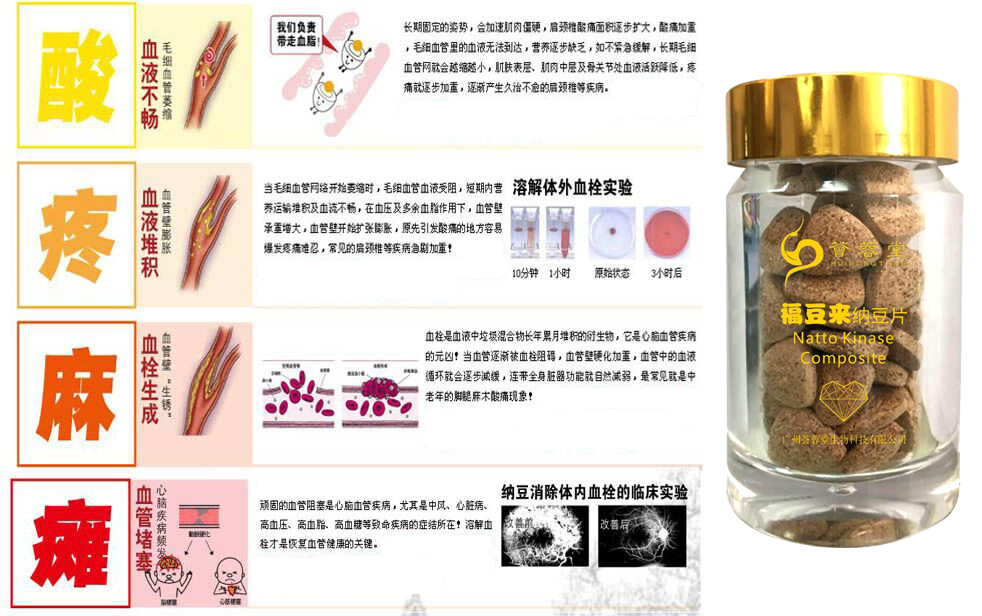 酸
血液不畅
毛细血管萎缩
我们负责
带走血脂!
长期固定的姿势，会加速肌肉僵硬，肩颈椎酸痛面积逐步扩大，酸痛加重
，毛细血管里的血液无法到达，营养逐步缺乏，如不紧急缓解，长期毛细
血管网就会越缩越小，肌肤表层、肌肉中层及骨关节处血液活跃降低，疼
痛就逐步加重，逐渐产生久治不愈的肩颈椎等疾病。
疼
血液堆积
血管壁膨胀
当毛细血管网络开始萎缩时，毛细血管血液受阻，短期内营
养运输堆积及血流不畅，在血压及多余血脂作用下，血管壁
承重增大，血管壁开始扩张膨胀，原先引发酸痛的地方容易
爆发疼痛难忍，常见的肩颈椎等疾病急剧加重!
溶解体外血栓实验
10分钟
1小时
原始状态
3小时后
麻
血栓生成
血管壁“生锈”
血栓是血液中垃圾混合物长年累月堆积的衍生物，它是心脑血管疾病
的元凶! 当血管逐渐被血栓阻碍，血管壁硬化加重，血管中的血液
循环就会逐步减缓，连带全身脏器功能就自然减弱，最常见就是中
老年的脚腿麻木酸痛现象!
瘫
血管堵塞
心脑疾病频发
動脈硬化
脳梗塞
心筋梗塞
顽固的血管阻塞是心脑血管疾病，尤其是中风、心脏病、
高血压、高血脂、高血糖等致命疾病的症结所在! 溶解血
栓才是恢复血管健康的关键。
纳豆消除体内血栓的临床实验
改善前
改善后
荟蓉堂
HUIRONGTANG
福豆来纳豆片
Natto Kinase
Composite
广州荟蓉堂生物科技有限公司